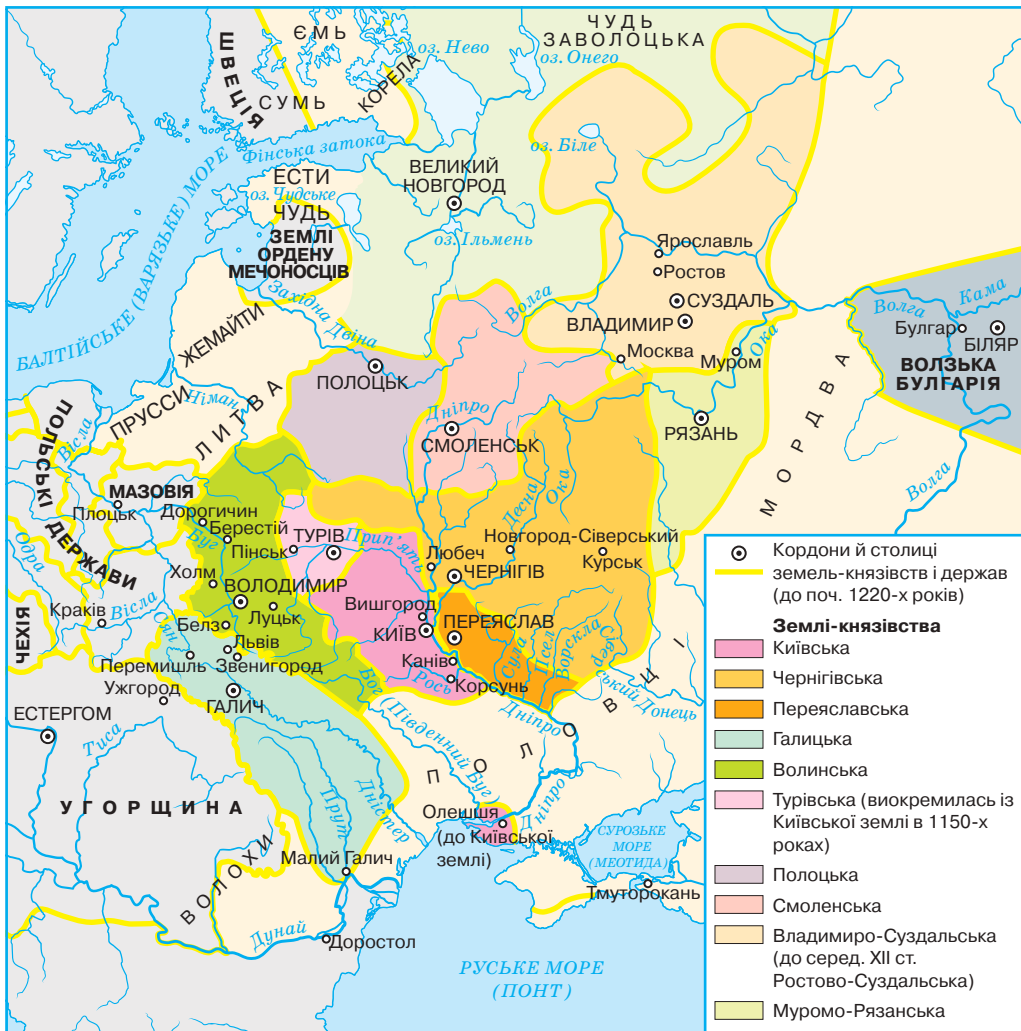 ЄМЬ
ШВЕЦІЯ
СУМЬ
КОРЕЛА
оз. Нево
ЧУДЬ
ЗАВОЛОЦЬКА
оз. Онего
Фінська затока
БАЛТІЙСЬКЕ (ВАРЯЗЬКЕ) МОРЕ
ЕСТИ
оз. Чудське
ЧУДЬ
ЗЕМЛІ
ОРДЕНУ
МЕЧОНОСЦІВ
ВЕЛИКИЙ
НОВГОРОД
оз. Ільмень
оз. Біле
Ярославль
Ростов
СУЗДАЛЬ
ВЛАДИМИР
Волга
Москва
Муром
Ока
Волга
Кама
Булгар
БІЛЯР
ВОЛЗЬКА
БУЛГАРІЯ
Західна Двіна
ЖЕМАЙТИ
ПОЛОЦЬК
ПРУССИ
Німан
ЛИТВА
Дніпро
СМОЛЕНСЬК
РЯЗАНЬ
МОРДВА
Волга
ПОЛЬСЬКІ ДЕРЖАВИ
Вісла
МАЗОВІЯ
Плоцьк
Дорогичин
Берестій
Буг
Пінськ
ТУРІВ
Прип'ять
Десна
Ока
Новгород-Сіверський
Курськ
Любеч
ЧЕРНІГІВ
Одра
Холм
ВОЛОДИМИР
Луцьк
Вишгород
КИЇВ
ПЕРЕЯСЛАВ
ЧЕХІЯ
Краків
Вісла
Сян
Белз
Львів
Звенигород
Перемишль
Ужгород
ГАЛИЧ
Канів
Рось
Корсунь
Сула
Псел
Ворскла
Сіверський Донець
Дніпро
ЕСТЕРГОМ
Тиса
УГОРЩИНА
Бог (Південний Буг)
ПОЛОВЦІ
Дністер
Прут
Олешшя
(до Київської
землі)
Дніпро
СУРОЗЬКЕ
МОРЕ
(МЕОТИДА)
Тмуторокань
Малий Галич
ВОЛОХИ
Дунай
Доростол
РУСЬКЕ МОРЕ
(ПОНТ)
Кордони й столиці
земель-князівств і держав
(до поч. 1220-х років)
Землі-князівства
Київська
Чернігівська
Переяславська
Галицька
Волинська
Турівська (виокремилась із
Київської землі в 1150-х
роках)
Полоцька
Смоленська
Владимиро-Суздальська
(до серед. XII ст.
Ростово-Суздальська)
Муромо-Рязанська